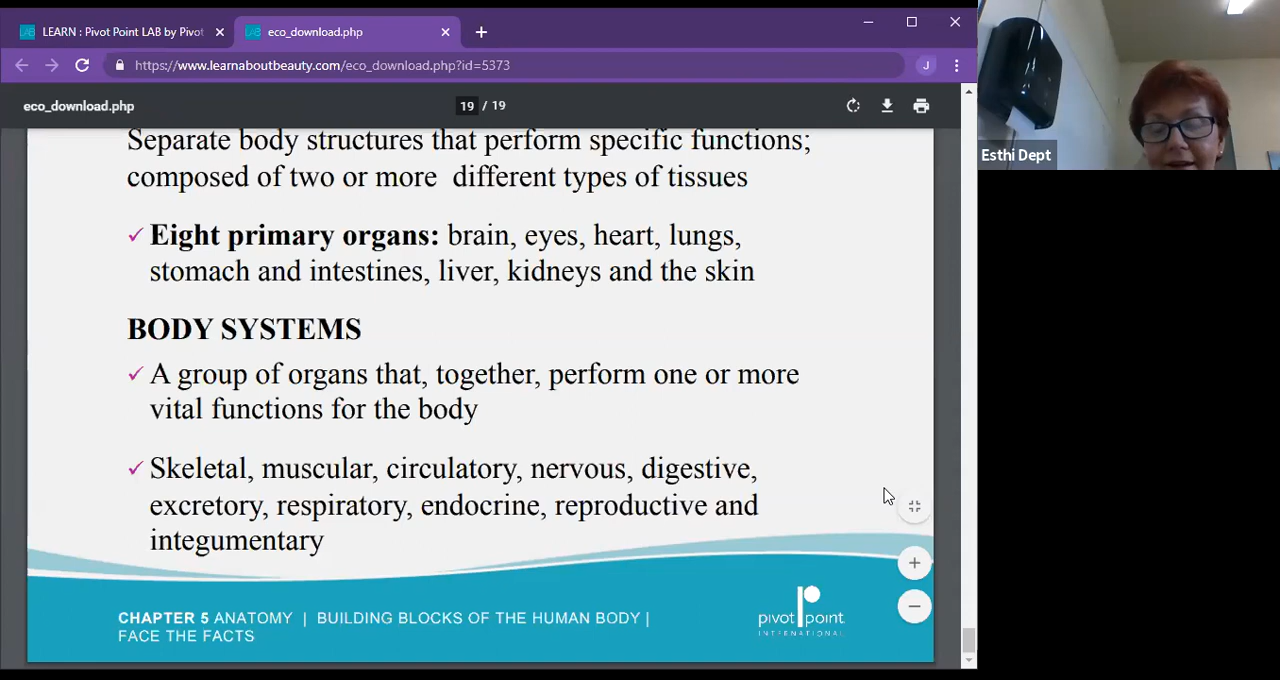 LEARN : Pivot Point LAB by Pivot
eco_download.php
https://www.learnaboutbeauty.com/eco_download.php?id=5373
J
eco_download.php
19 / 19
Separate body structures that perform specific functions;
composed of two or more different types of tissues
✓ Eight primary organs: brain, eyes, heart, lungs,
stomach and intestines, liver, kidneys and the skin
BODY SYSTEMS
✓ A group of organs that, together, perform one or more
vital functions for the body
✓ Skeletal, muscular, circulatory, nervous, digestive,
excretory, respiratory, endocrine, reproductive and
integumentary
CHAPTER 5 ANATOMY | BUILDING BLOCKS OF THE HUMAN BODY |
FACE THE FACTS
pivot point
INTERNATIONAL
Esthi Dept